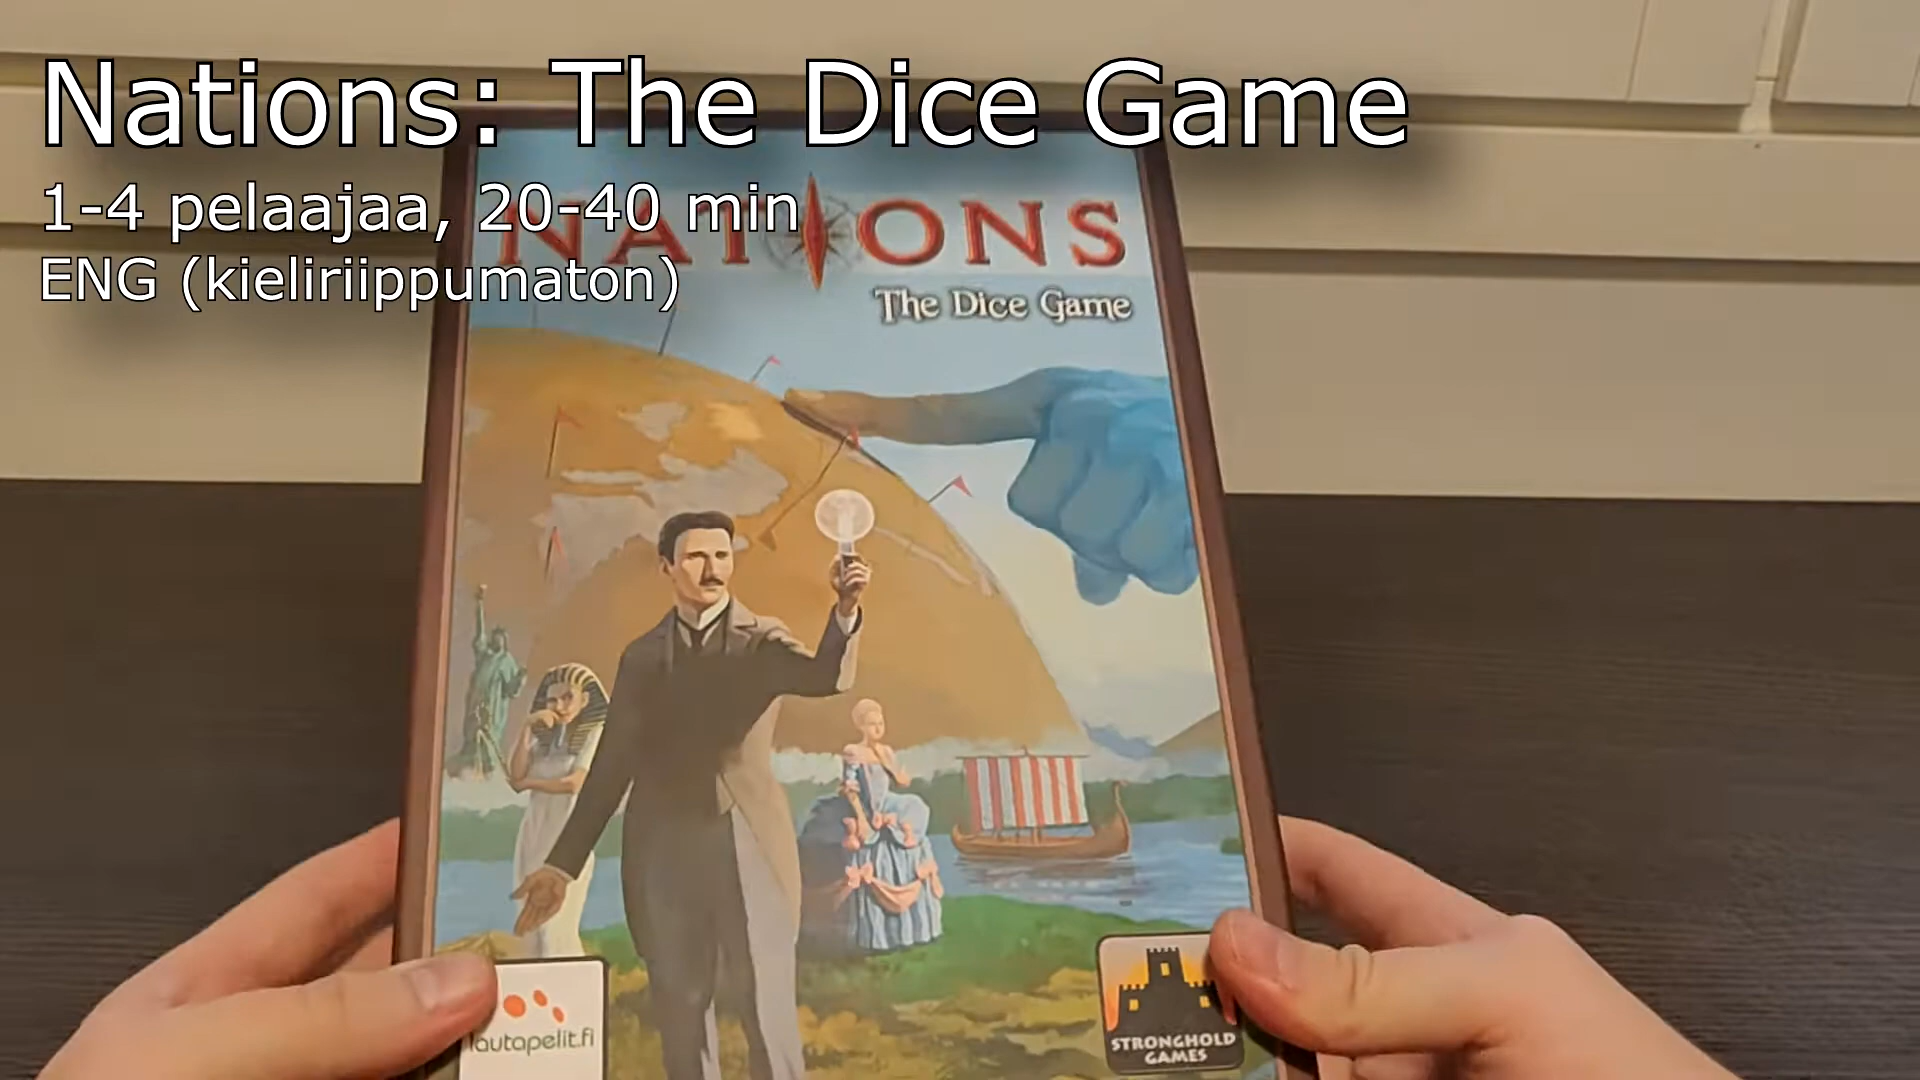 Nations: The Dice Game
1-4 pelaajaa, 20-40 min
ENG (kieliriippumaton)
NATIONS
The Dice Game
lautapelit.fi
STRONGHOLD
GAMES